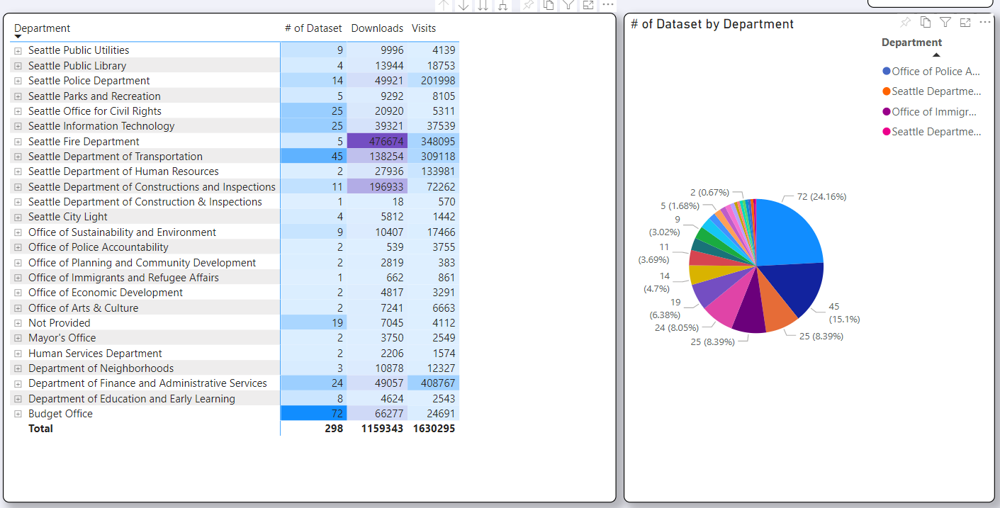 Department # of Dataset Downloads Visits
Seattle Public Utilities 9 9996 4139
Seattle Public Library 4 13944 18753
Seattle Police Department 14 49921 201998
Seattle Parks and Recreation 5 9292 8105
Seattle Office for Civil Rights 25 20920 5311
Seattle Information Technology 25 39321 37539
Seattle Fire Department 5 476674 348095
Seattle Department of Transportation 45 138254 309118
Seattle Department of Human Resources 2 27936 133981
Seattle Department of Constructions and Inspections 11 196933 72262
Seattle Department of Construction & Inspections 1 18 570
Seattle City Light 4 5812 1442
Office of Sustainability and Environment 9 10407 17466
Office of Police Accountability 2 539 3755
Office of Planning and Community Development 2 2819 383
Office of Immigrants and Refugee Affairs 1 662 861
Office of Economic Development 2 4817 3291
Office of Arts & Culture 2 7241 6663
Not Provided 19 7045 4112
Mayor's Office 2 3750 2549
Human Services Department 2 2206 1574
Department of Neighborhoods 3 10878 12327
Department of Finance and Administrative Services 24 49057 408767
Department of Education and Early Learning 8 4624 2543
Budget Office 72 66277 24691
Total 298 1159343 1630295
# of Dataset by Department
Department
Office of Police A...
Seattle Departme...
Office of Immigr...
Seattle Departme...
2 (0.67%)
72 (24.16%)
5 (1.68%)
9
(3.02%)
11
(3.69%)
14
(4.7%)
19
(6.38%)
24 (8.05%)
25 (8.39%)
25 (8.39%)
45
(15.1%)